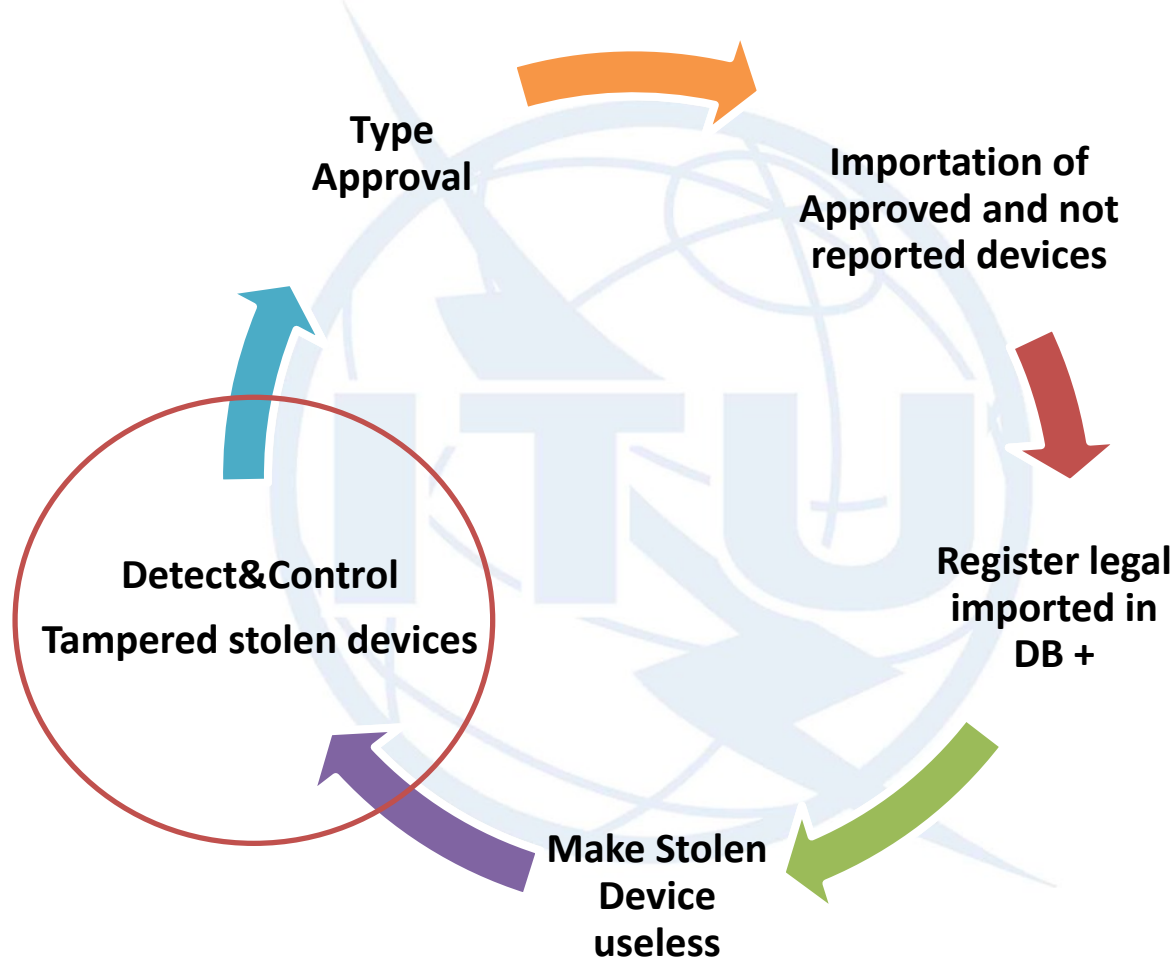 Type
Approval
Importation of
Approved and not
reported devices
Register legal
imported in
DB +
Make Stolen
Device
useless
Detect&Control
Tampered stolen devices
ITU